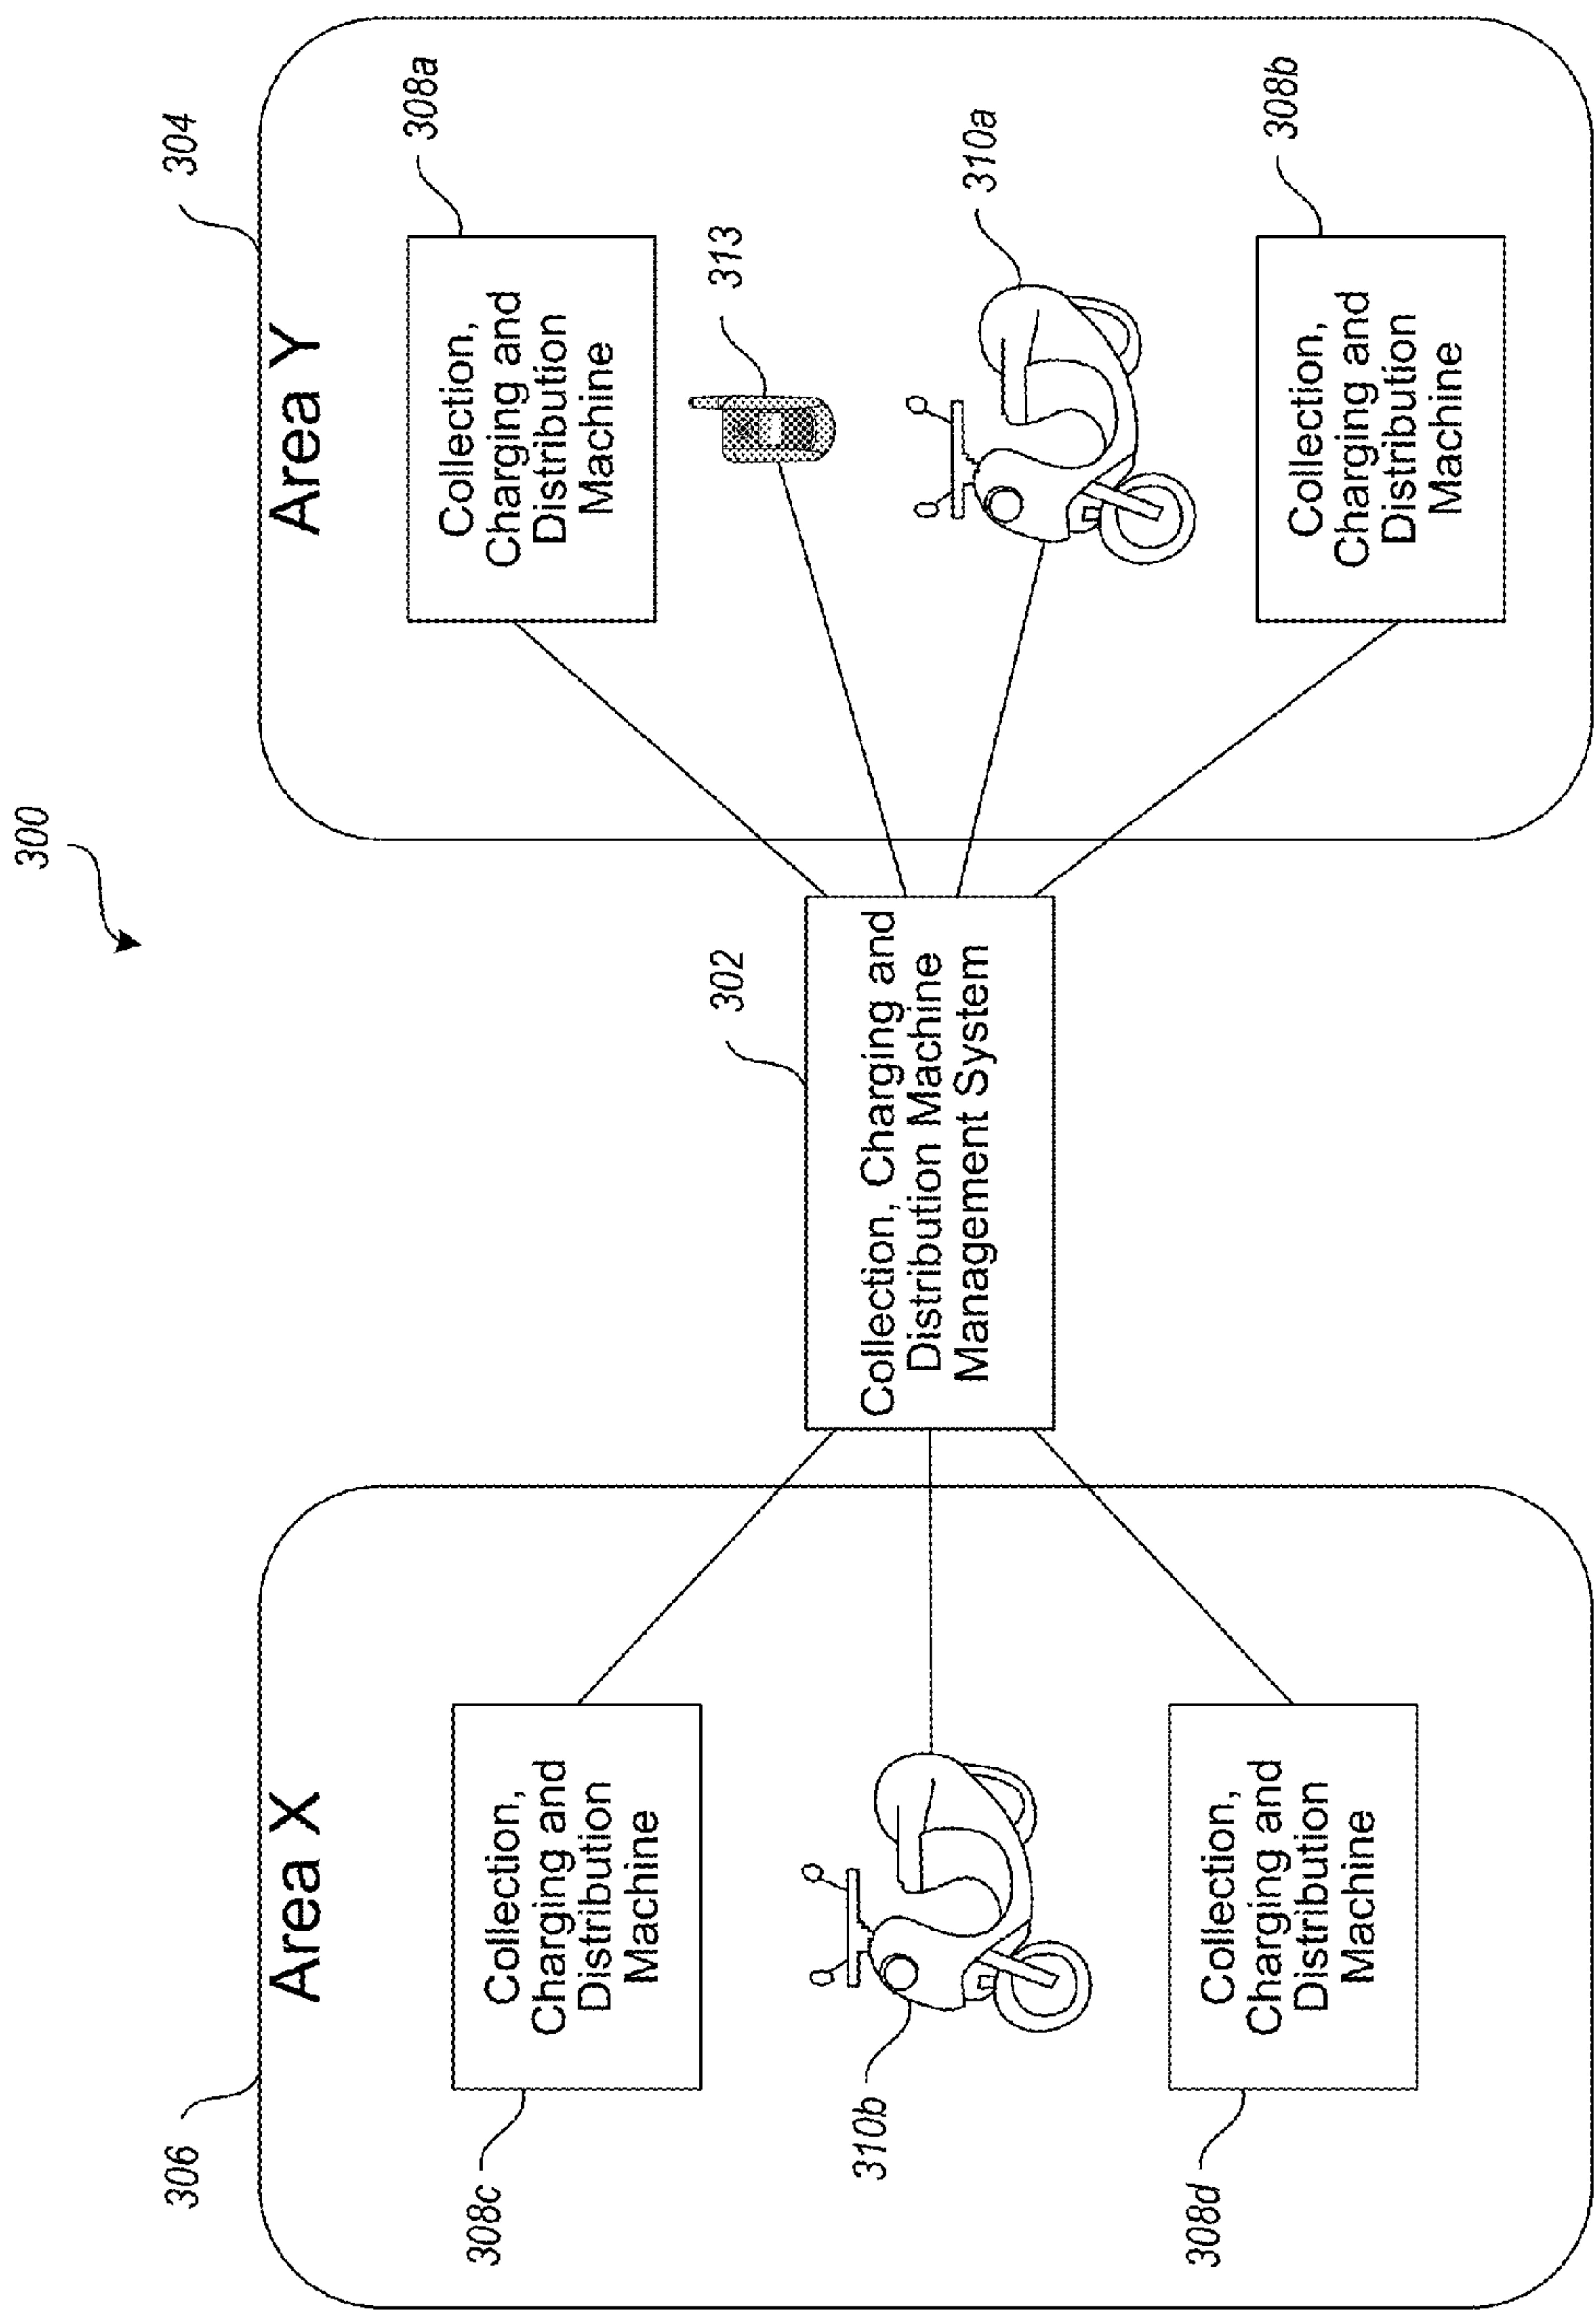 300
306
Area X
308c
Collection,
Charging and
Distribution
Machine
310b
308d
Collection,
Charging and
Distribution
Machine
302
Collection, Charging and
Distribution Machine
Management System
304
Area Y
308a
Collection,
Charging and
Distribution
Machine
313
310a
308b
Collection,
Charging and
Distribution
Machine